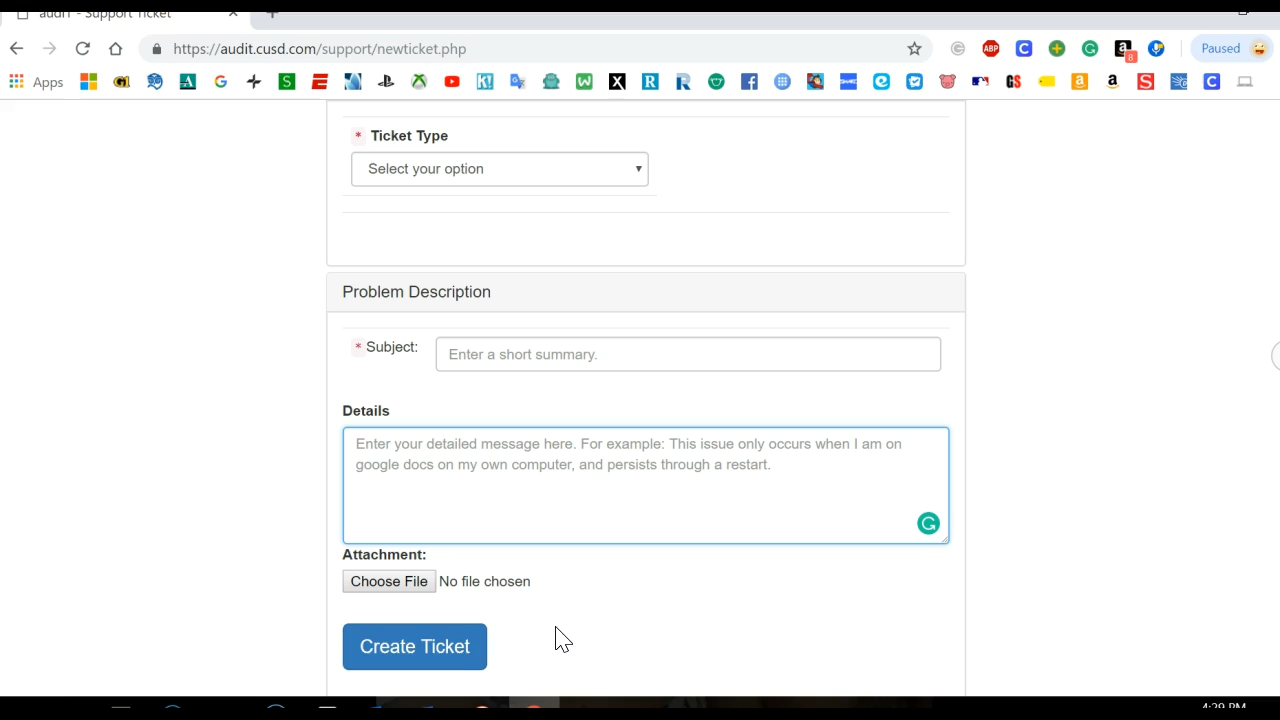 audit - Support Ticket
https://audit.cusd.com/support/newticket.php
Paused
Apps
* Ticket Type
Select your option
Problem Description
* Subject:
Enter a short summary.
Details
Enter your detailed message here. For example: This issue only occurs when I am on
google docs on my own computer, and persists through a restart.
Attachment:
Choose File No file chosen
Create Ticket
4:29 PM